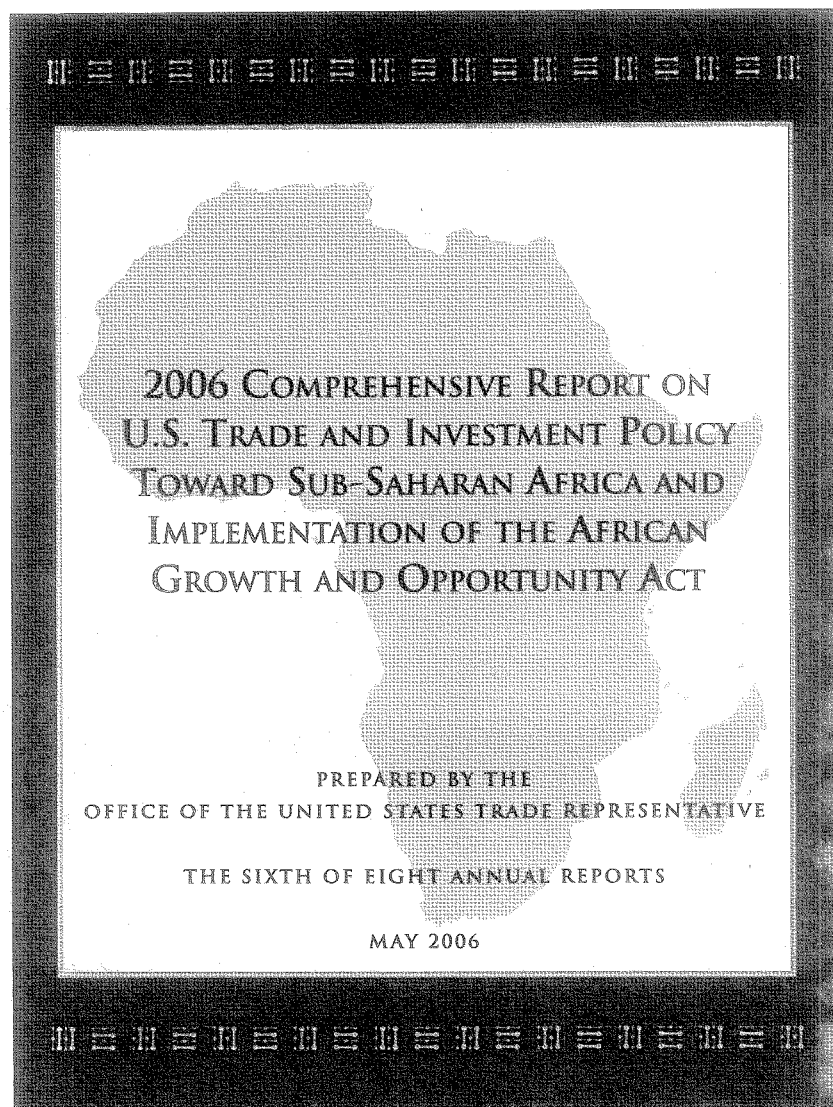 2006 COMPREHENSIVE REPORT ON
U.S. TRADE AND INVESTMENT POLICY
TOWARD SUB-SAHARAN AFRICA AND
IMPLEMENTATION OF THE AFRICAN
GROWTH AND OPPORTUNITY ACT
PREPARED BY THE
OFFICE OF THE UNITED STATES TRADE REPRESENTATIVE
THE SIXTH OF EIGHT ANNUAL REPORTS
MAY 2006